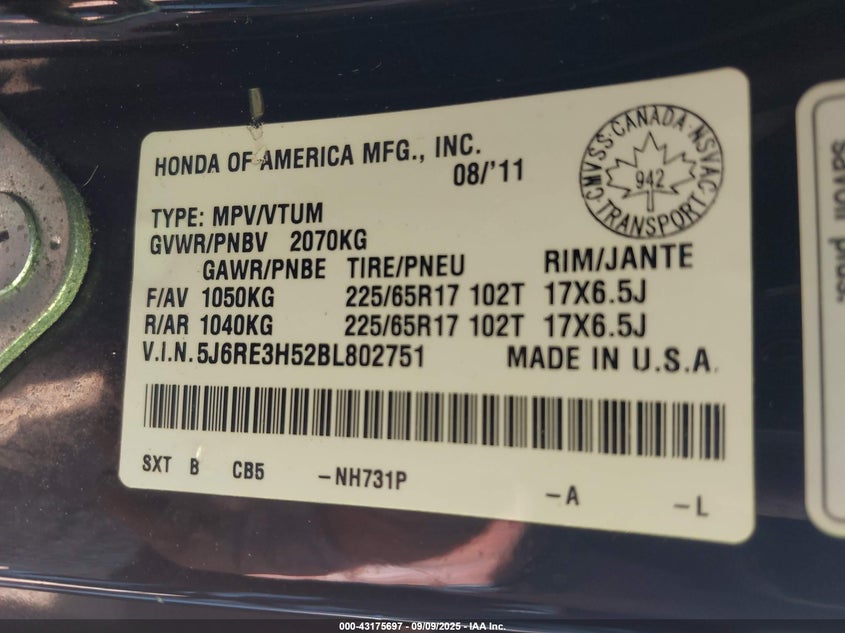 HONDA OF AMERICA MFG., INC.
08/'11
CMVSS·CANADA·NSVAC
942
TRANSPORT
TYPE: MPV/VTUM
GVWR/PNBV 2070KG
GAWR/PNBE TIRE/PNEU RIM/JANTE
F/AV 1050KG 225/65R17 102T 17X6.5J
R/AR 1040KG 225/65R17 102T 17X6.5J
V.I.N.5J6RE3H52BL802751 MADE IN U.S.A.
SXT B CB5 -NH731P -A -L
savoir plus.
000-43175697 - 09/09/2025 - IAA Inc.